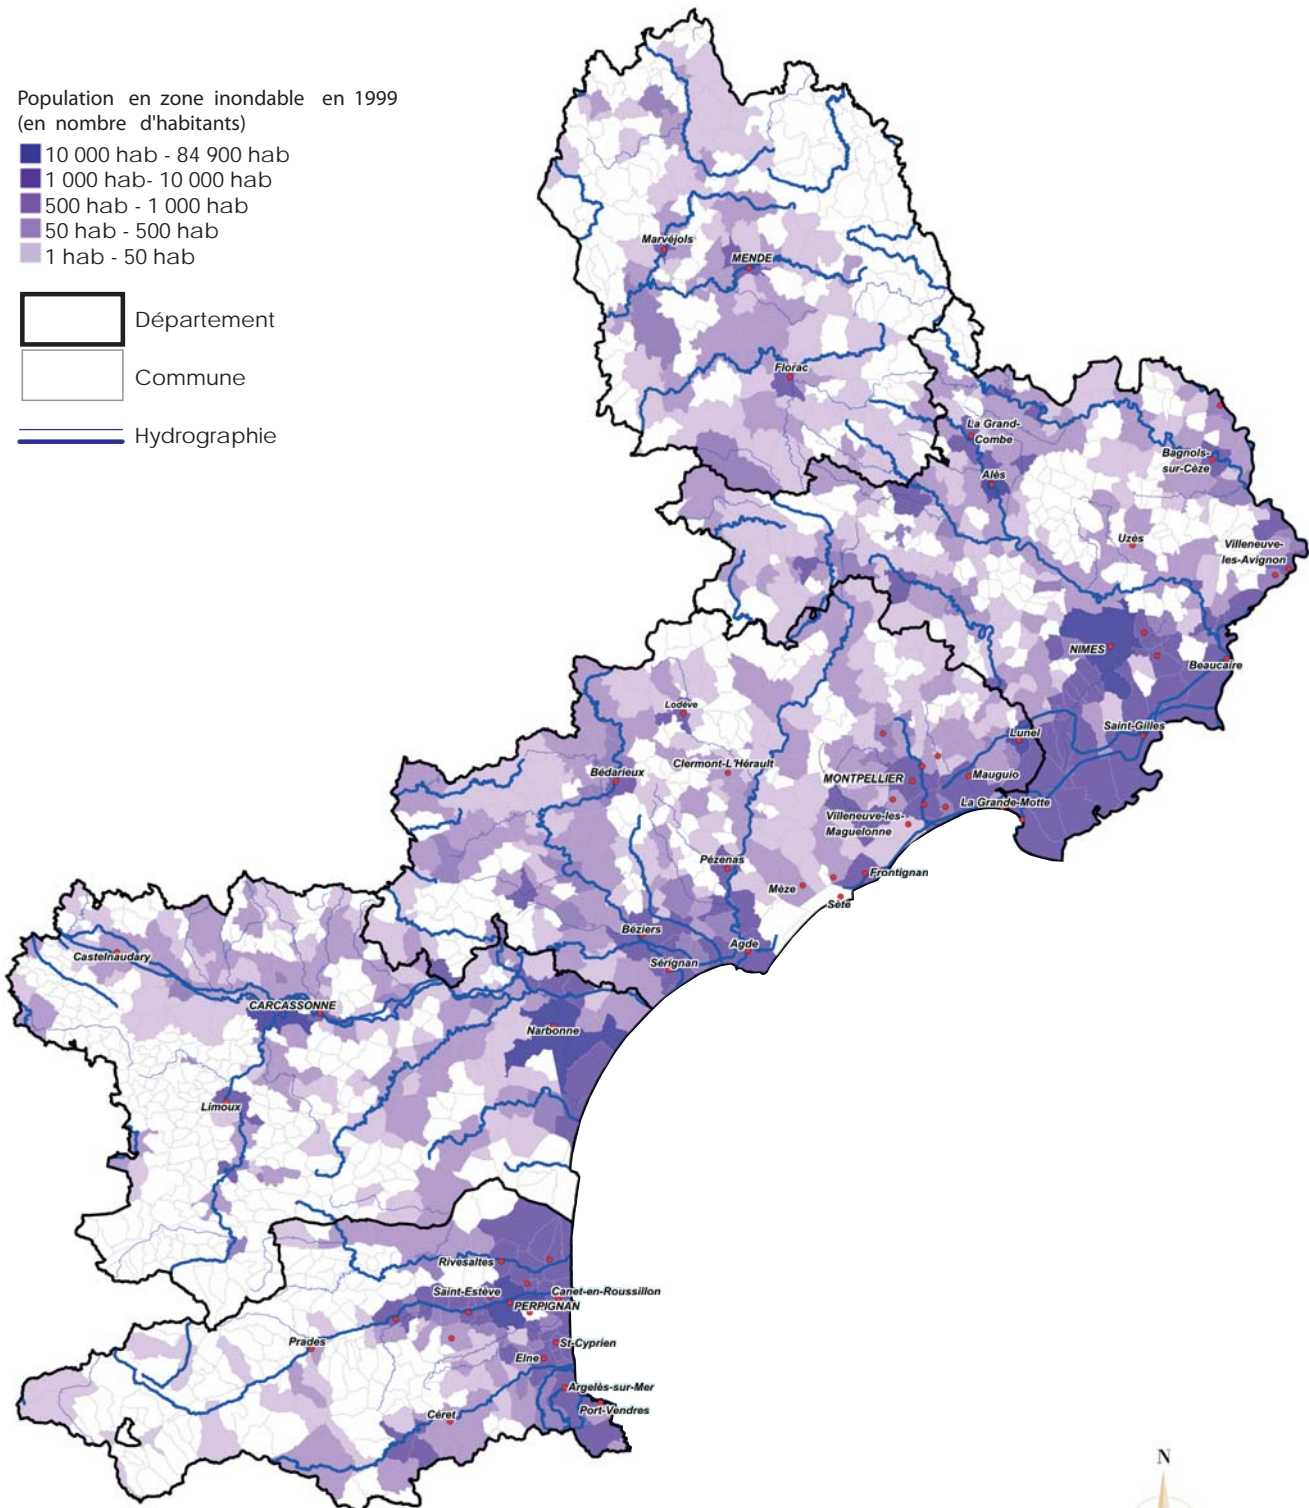 Population en zone inondable en 1999
(en nombre d'habitants)
10 000 hab - 84 900 hab
1 000 hab- 10 000 hab
500 hab - 1 000 hab
50 hab - 500 hab
1 hab - 50 hab
Département
Commune
Hydrographie
Marvéjols
MENDE
Florac
La Grand-
Combe
Alès
Bagnols-
sur-Cèze
Uzès
Villeneuve-
les-Avignon
NIMES
Beaucaire
Saint-Gilles
Lodève
Lunel
Clermont-L'Hérault
Bédarieux
MONTPELLIER
Mauguio
La Grande-Motte
Villeneuve-les-
Maguelonne
Pézenas
Frontignan
Mèze
Sète
Béziers
Agde
Sérignan
Castelnaudary
CARCASSONNE
Narbonne
Limoux
Rivesaltes
Saint-Estève
Canet-en-Roussillon
PERPIGNAN
Prades
St-Cyprien
Elne
Argelès-sur-Mer
Port-Vendres
Céret
N